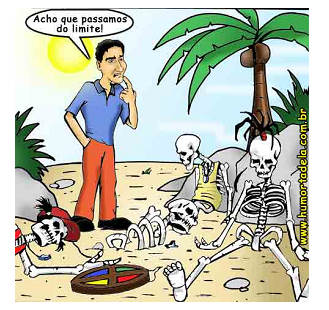 Acho que passamos
do limite!
www.humortadela.com.br